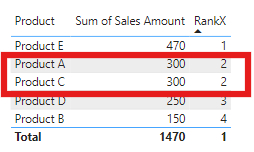 Product Sum of Sales Amount RankX
Product E 470 1
Product A 300 2
Product C 300 2
Product D 250 3
Product B 150 4
Total 1470 1